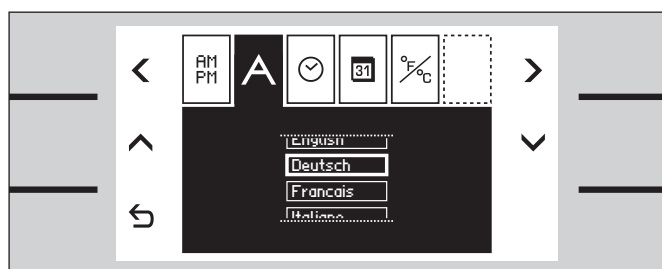 AM
PM
A
31
°F/°C
English
Deutsch
Francais
Italiano